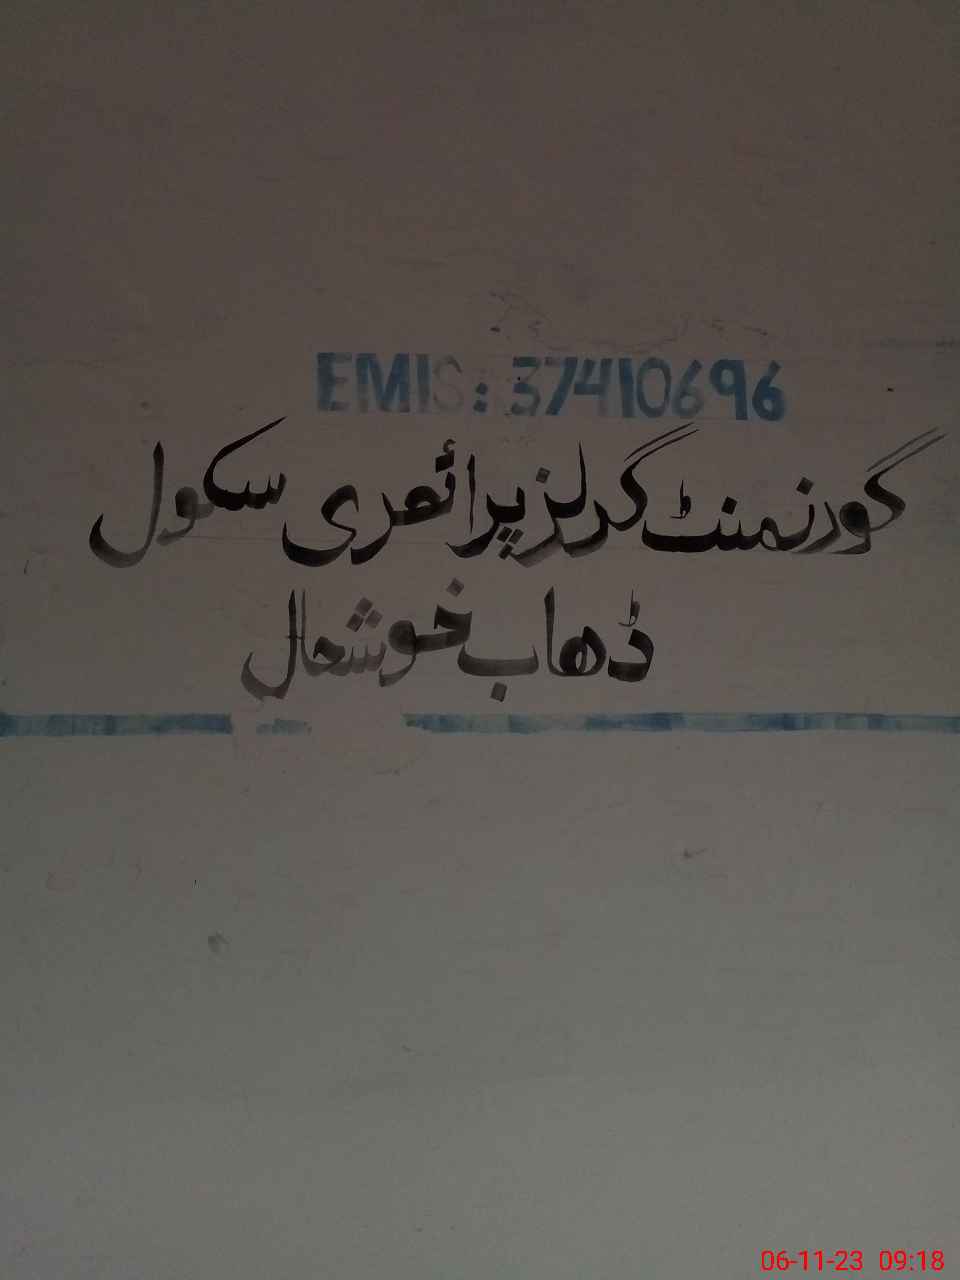 EMIS: 37410696
گورنمنٹ گرلز پرائمری سکول
ڈھاب خوشحال
06-11-23 09:18